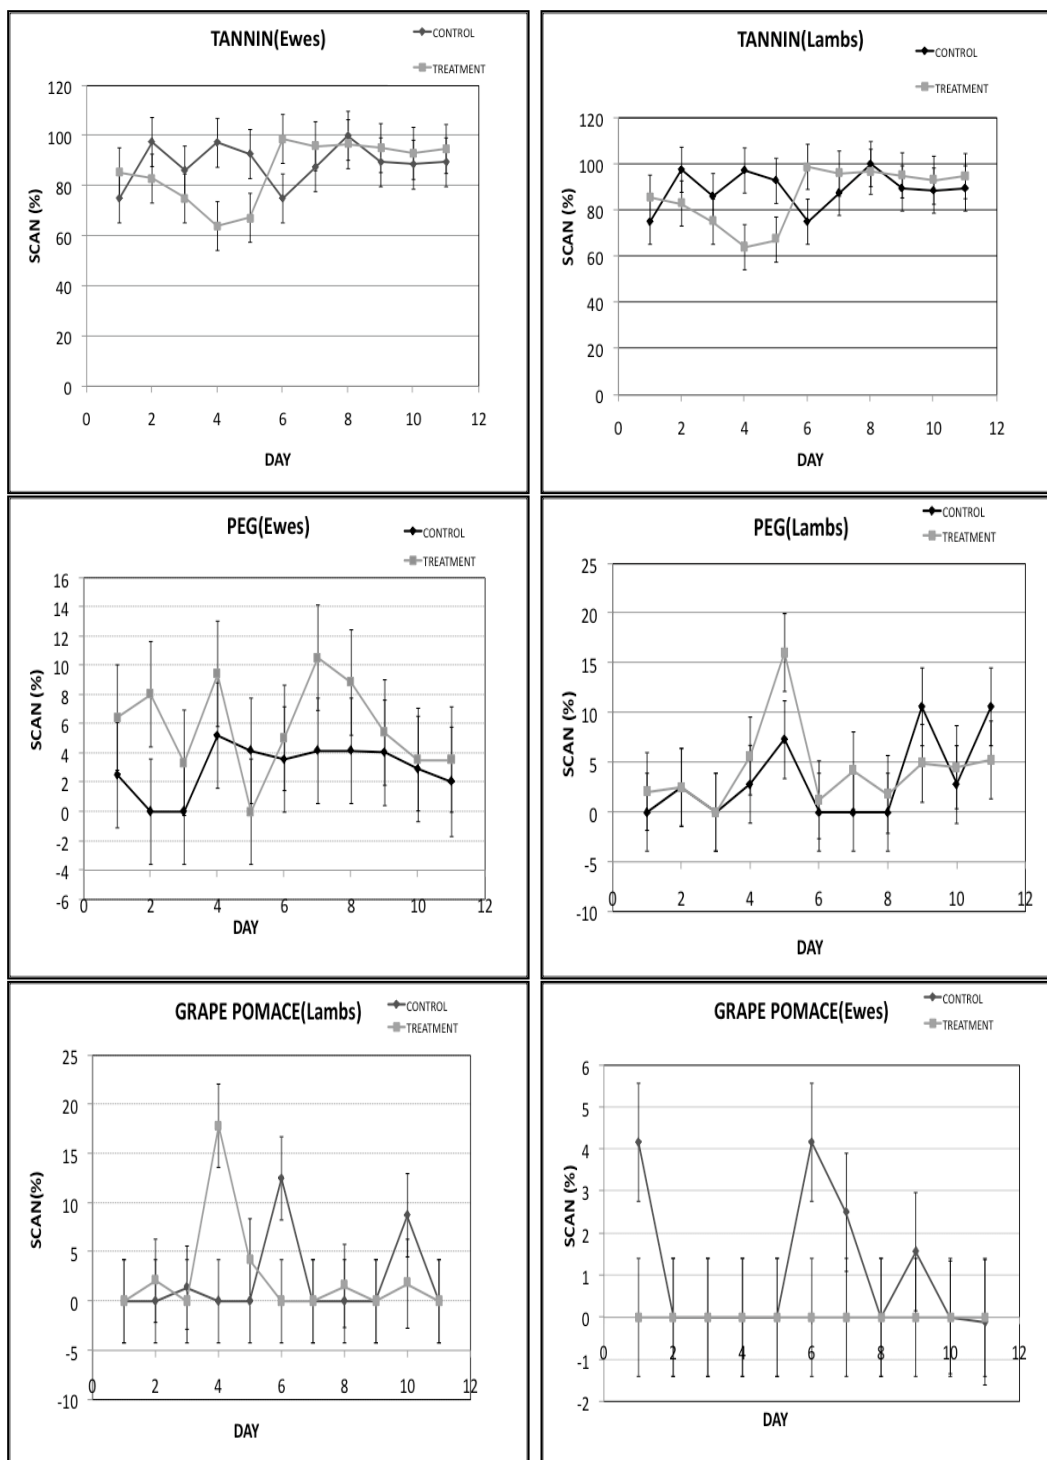 TANNIN(Ewes)
CONTROL
TREATMENT
SCAN (%)
120
100
80
60
40
20
0
0 2 4 6 8 10 12
DAY
TANNIN(Lambs)
CONTROL
TREATMENT
SCAN (%)
120
100
80
60
40
20
0
0 2 4 6 8 10 12
DAY
PEG(Ewes)
CONTROL
TREATMENT
SCAN (%)
16
14
12
10
8
6
4
2
0
-2
-4
-6
0 2 4 6 8 10 12
DAY
PEG(Lambs)
CONTROL
TREATMENT
SCAN (%)
25
20
15
10
5
0
-5
-10
0 2 4 6 8 10 12
DAY
GRAPE POMACE(Lambs)
CONTROL
TREATMENT
SCAN(%)
25
20
15
10
5
0
-5
-10
0 2 4 6 8 10 12
DAY
GRAPE POMACE(Ewes)
CONTROL
TREATMENT
SCAN (%)
6
5
4
3
2
1
0
-1
-2
0 2 4 6 8 10 12
DAY